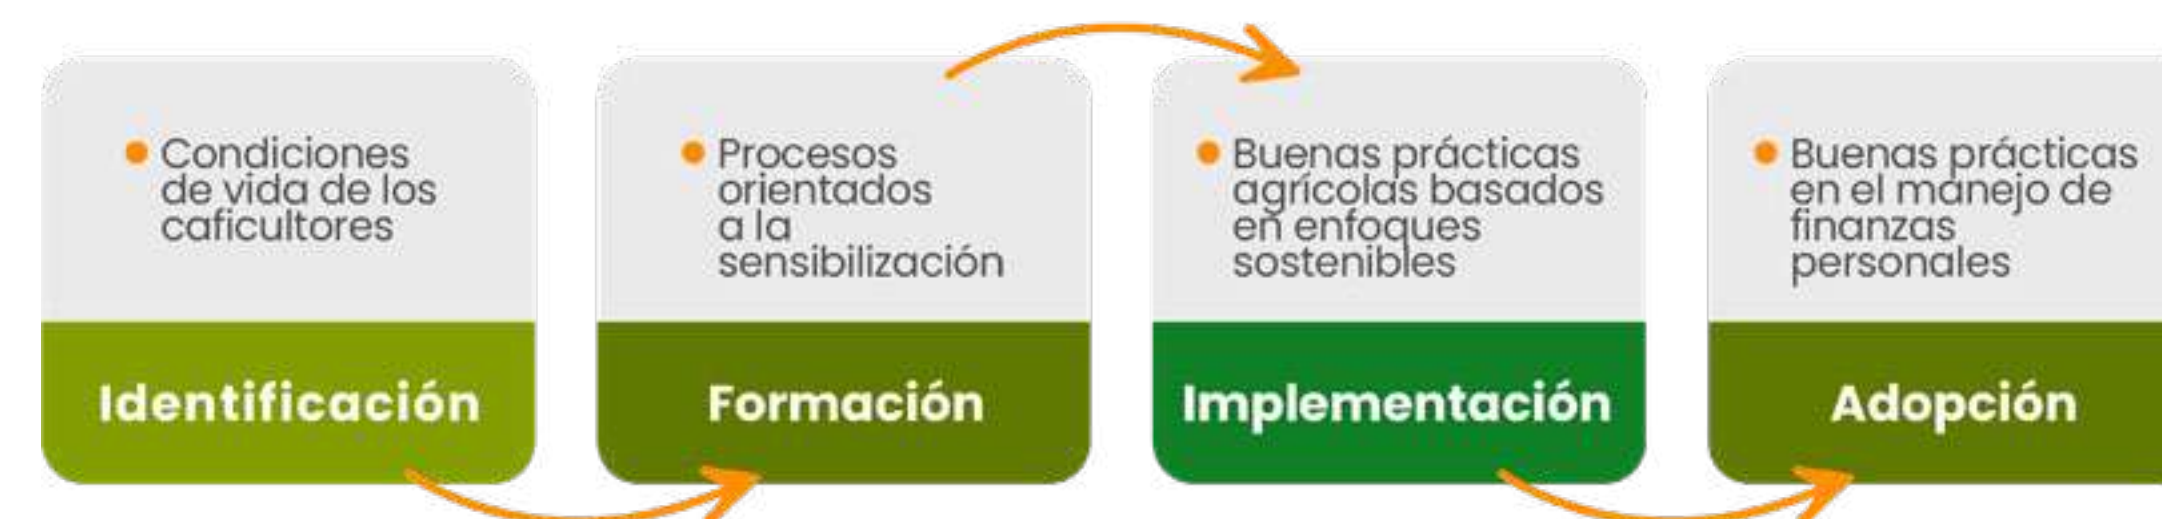 Condiciones
de vida de los
caficultores
Identificación
Procesos
orientados
a la
sensibilización
Formación
Buenas prácticas
agrícolas basados
en enfoques
sostenibles
Implementación
Buenas prácticas
en el manejo de
finanzas
personales
Adopción